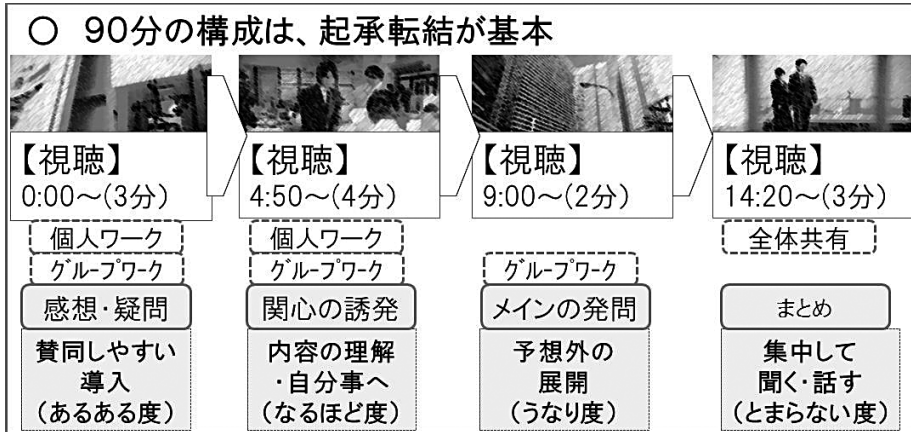 ○ 90分の構成は、起承転結が基本
【視聴】
0:00～(3分)
個人ワーク
グループワーク
感想・疑問
賛同しやすい
導入
(あるある度)
【視聴】
4:50～(4分)
個人ワーク
グループワーク
関心の誘発
内容の理解
・自分事へ
(なるほど度)
【視聴】
9:00～(2分)
グループワーク
メインの発問
予想外の
展開
(うなり度)
【視聴】
14:20～(3分)
全体共有
まとめ
集中して
聞く・話す
(とまらない度)